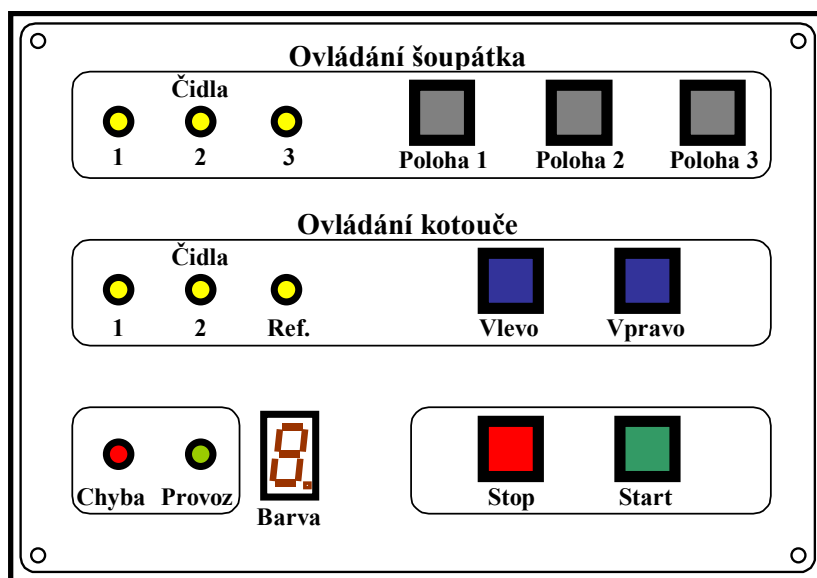 Ovládání šoupátka
Čidla
1 2 3 Poloha 1 Poloha 2 Poloha 3
Ovládání kotouče
Čidla
1 2 Ref. Vlevo Vpravo
8.
Chyba Provoz Barva Stop Start